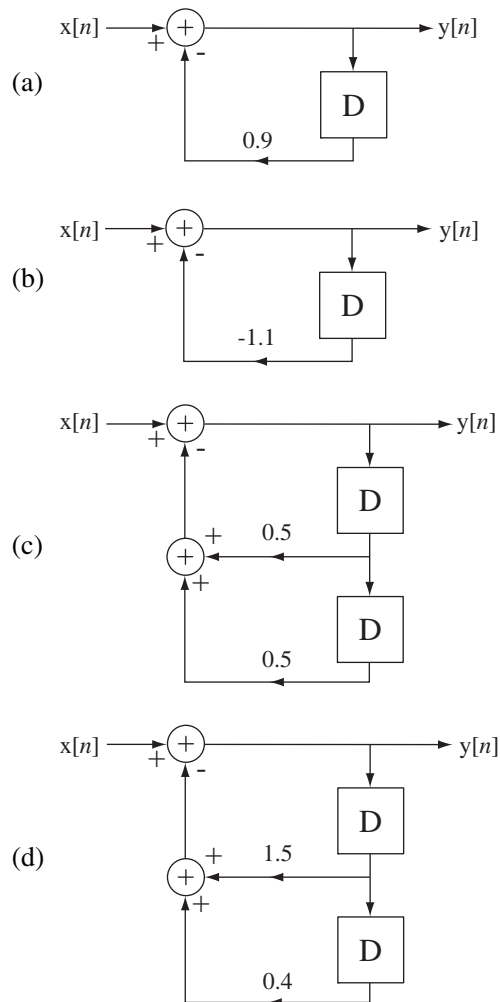 x[n] + + - y[n]
(a) D
0.9
x[n] + + - y[n]
(b) D
-1.1
x[n] + + - y[n]
D
(c) + + 0.5
+
D
0.5
x[n] + + - y[n]
D
(d) + + 1.5
+
D
0.4